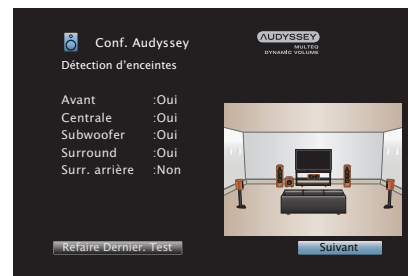 Conf. Audyssey
AUDYSSEY
MULTEQ
DYNAMIC VOLUME
Détection d'enceintes
Avant :Oui
Centrale :Oui
Subwoofer :Oui
Surround :Oui
Surr. arrière :Non
Refaire Dernier. Test
Suivant